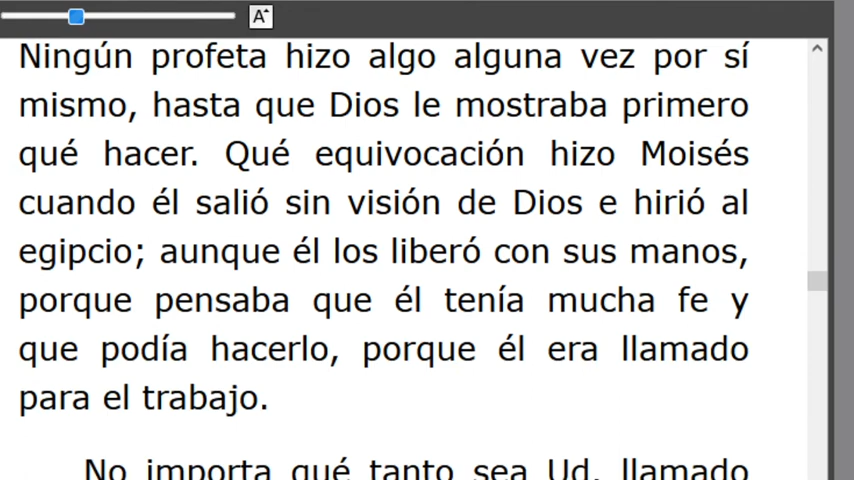 A
Ningún profeta hizo algo alguna vez por sí
mismo, hasta que Dios le mostraba primero
qué hacer. Qué equivocación hizo Moisés
cuando él salió sin visión de Dios e hirió al
egipcio; aunque él los liberó con sus manos,
porque pensaba que él tenía mucha fe y
que podía hacerlo, porque él era llamado
para el trabajo.
No importa qué tanto sea Ud. llamado